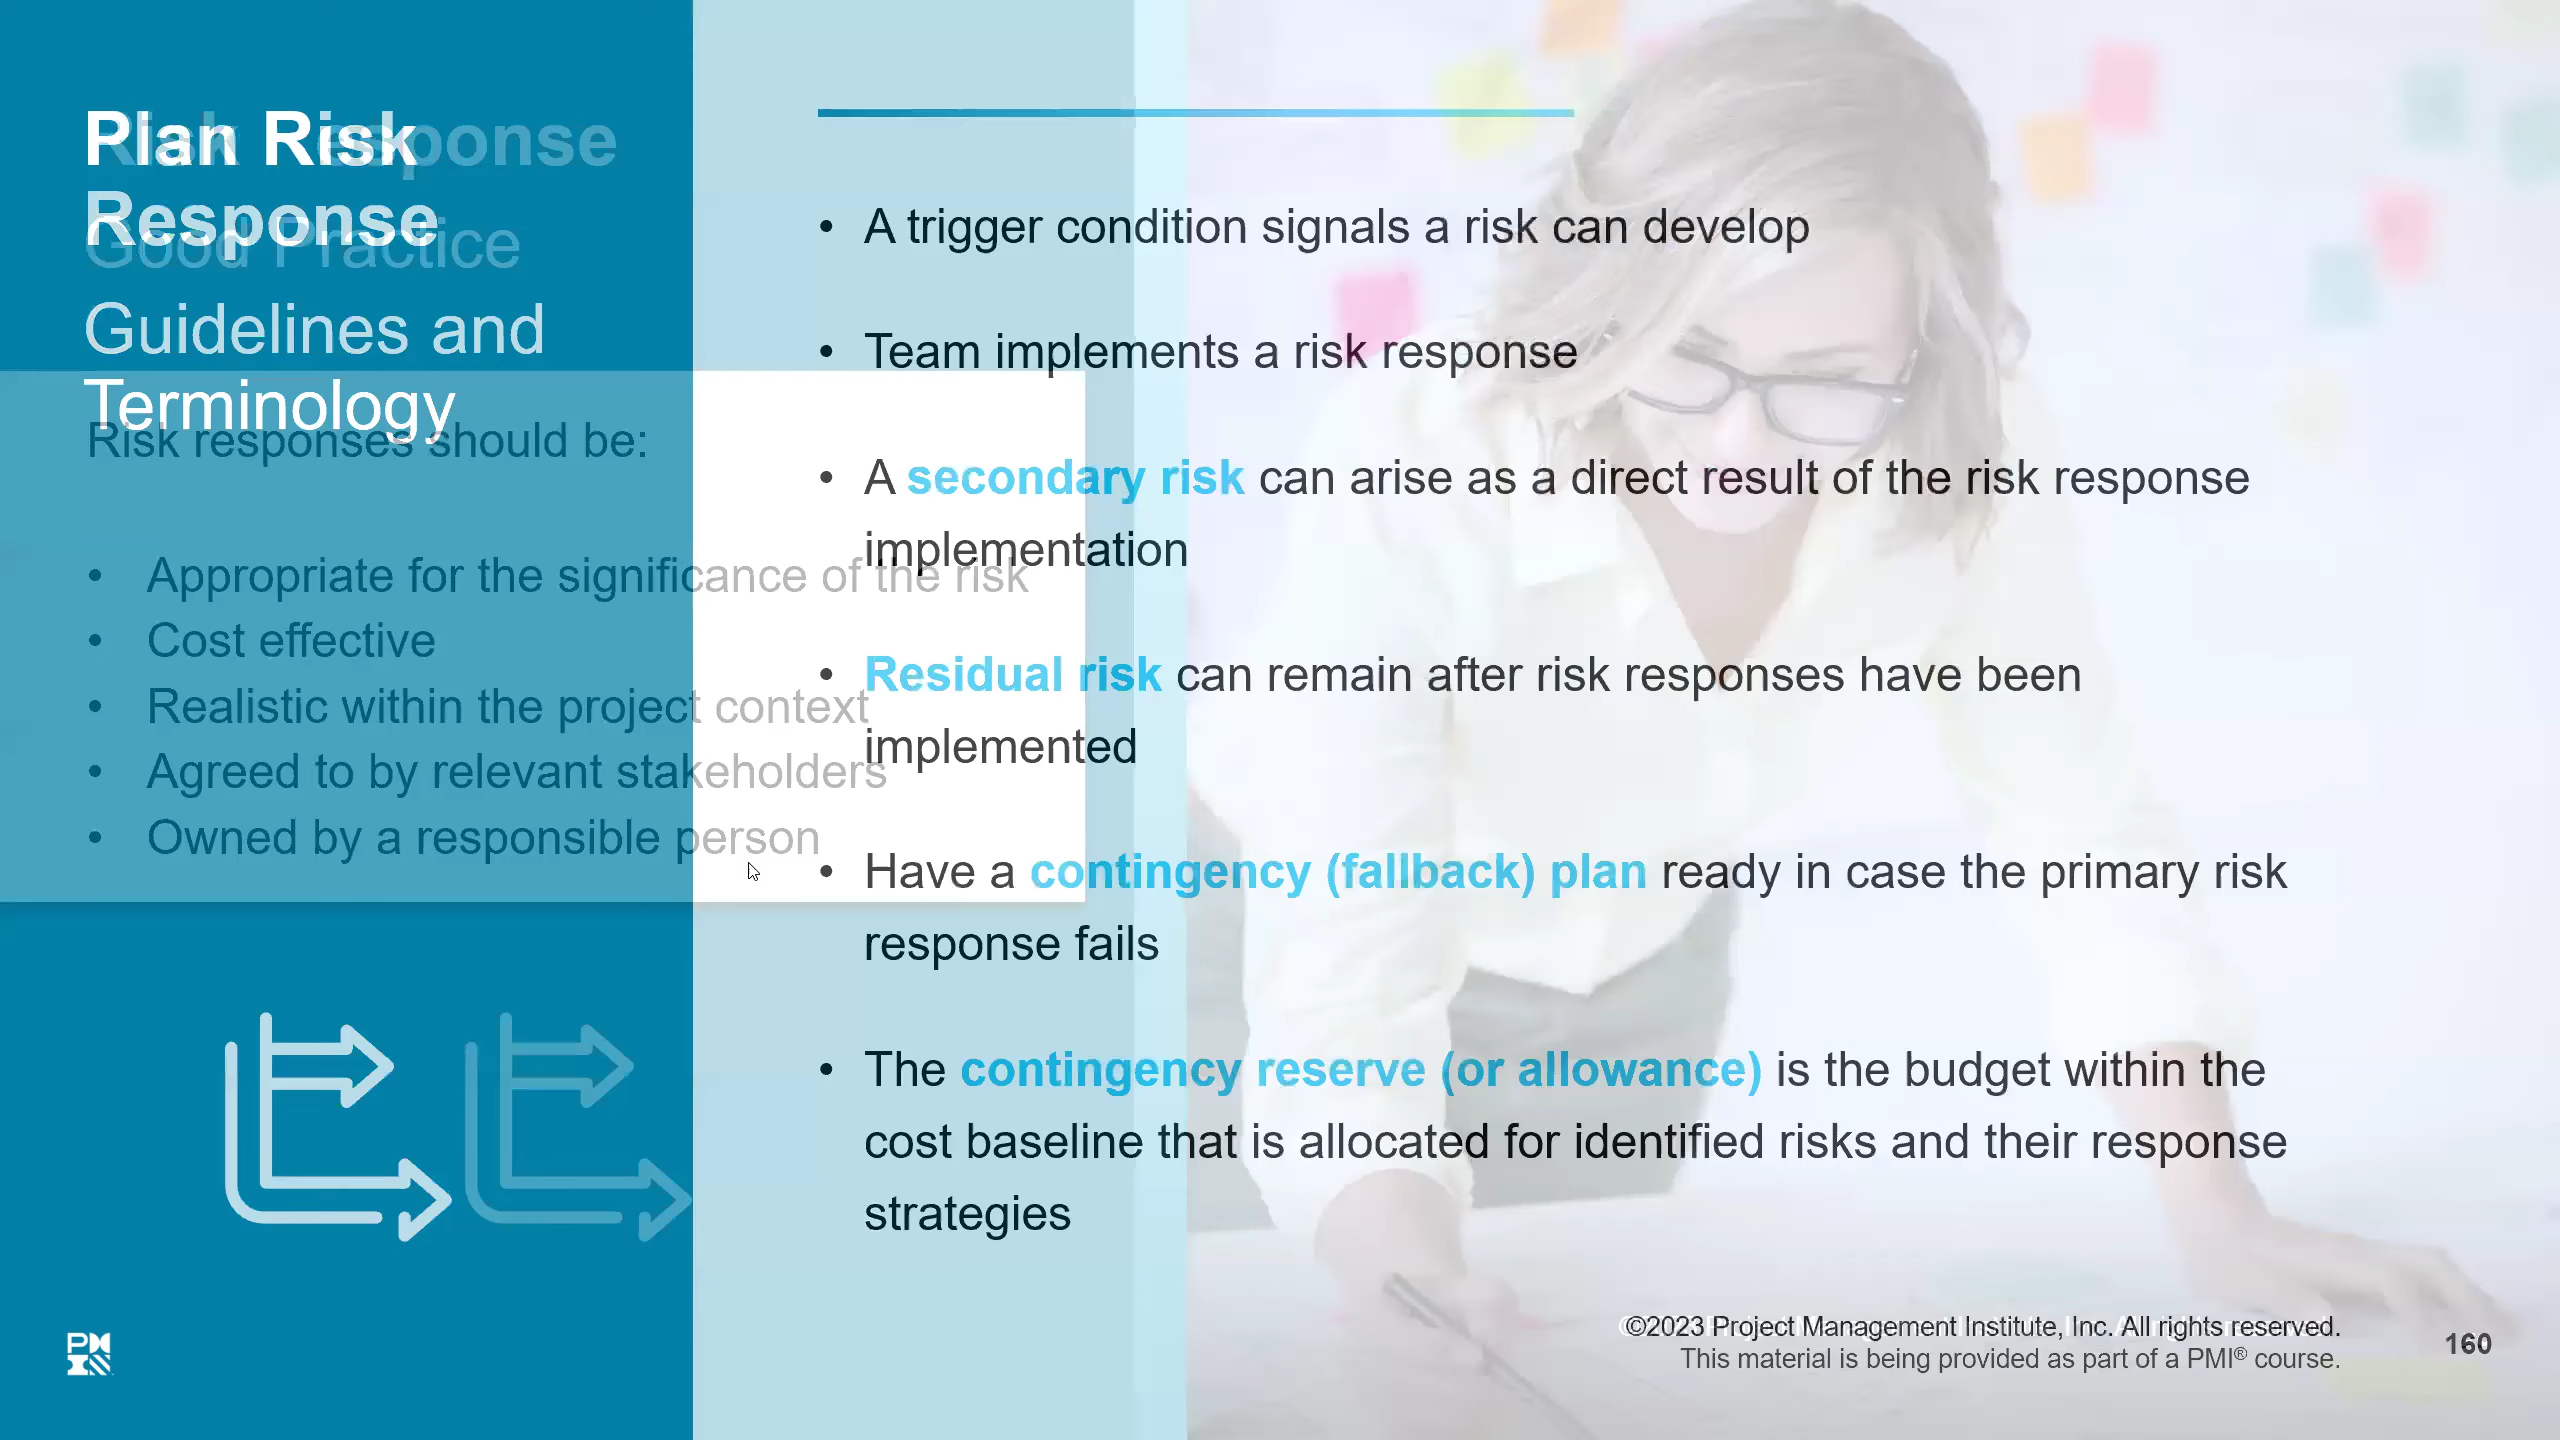 Plan Risk
Response
Guidelines and
Terminology
Risk Response
Good Practice
Risk responses should be:
• Appropriate for the significance of the risk
• Cost effective
• Realistic within the project context
• Agreed to by relevant stakeholders
• Owned by a responsible person
• A trigger condition signals a risk can develop
• Team implements a risk response
• A secondary risk can arise as a direct result of the risk response
implementation
• Residual risk can remain after risk responses have been
implemented
• Have a contingency (fallback) plan ready in case the primary risk
response fails
• The contingency reserve (or allowance) is the budget within the
cost baseline that is allocated for identified risks and their response
strategies
©2023 Project Management Institute, Inc. All rights reserved.
This material is being provided as part of a PMI® course.
160